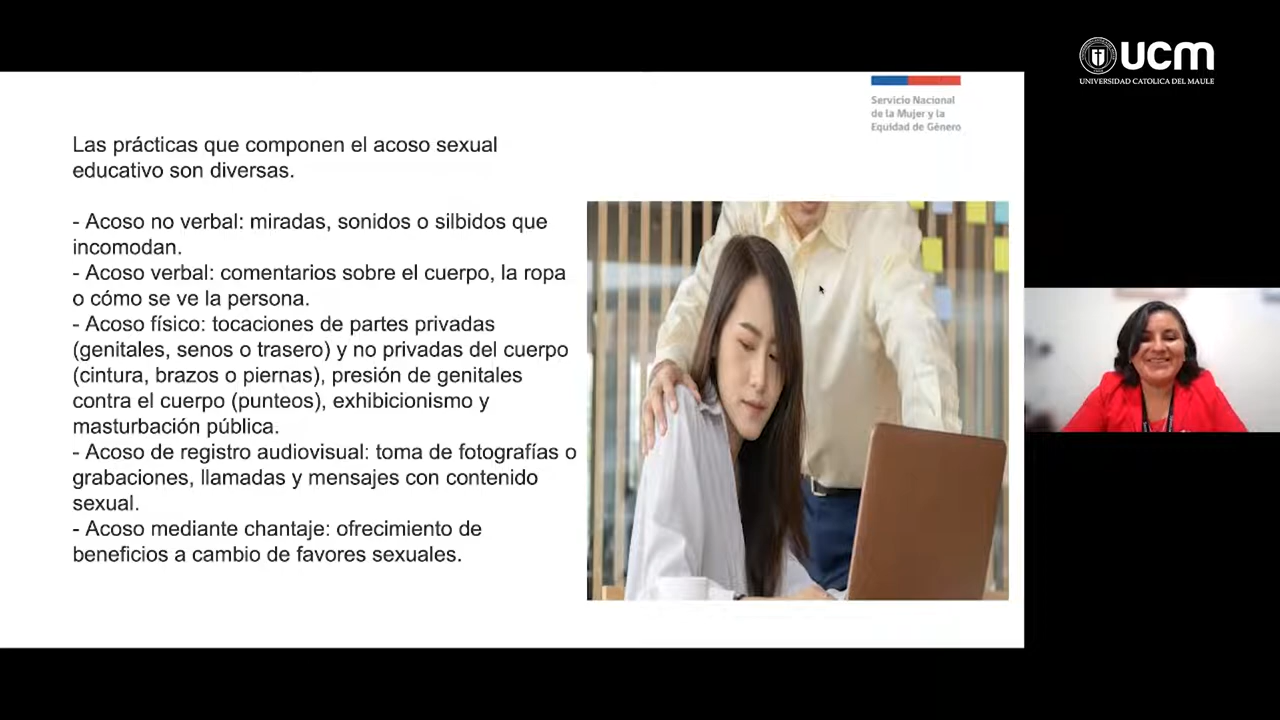 ucm
UNIVERSIDAD CATOLICA DEL MAULE
Servicio Nacional
de la Mujer y la
Equidad de Género
Las prácticas que componen el acoso sexual
educativo son diversas.
- Acoso no verbal: miradas, sonidos o silbidos que
incomodan.
- Acoso verbal: comentarios sobre el cuerpo, la ropa
o cómo se ve la persona.
- Acoso físico: tocaciones de partes privadas
(genitales, senos o trasero) y no privadas del cuerpo
(cintura, brazos o piernas), presión de genitales
contra el cuerpo (punteos), exhibicionismo y
masturbación pública.
- Acoso de registro audiovisual: toma de fotografías o
grabaciones, llamadas y mensajes con contenido
sexual.
- Acoso mediante chantaje: ofrecimiento de
beneficios a cambio de favores sexuales.